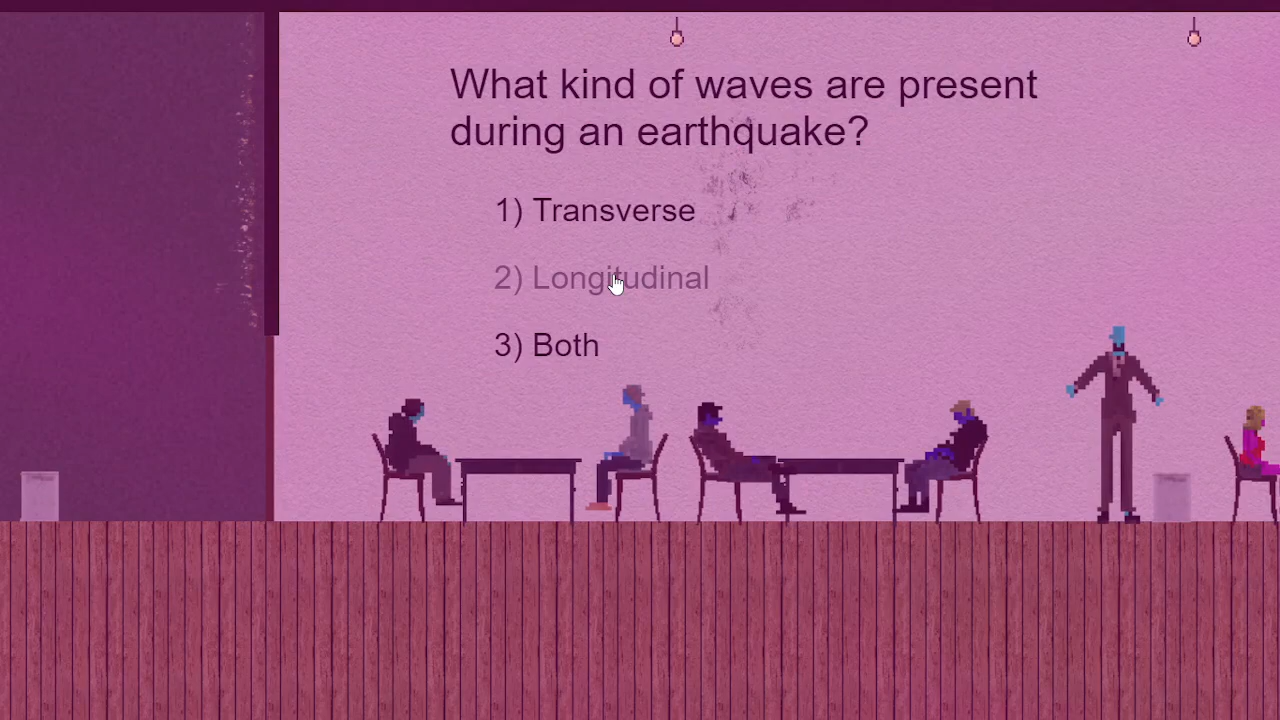 What kind of waves are present
during an earthquake?
1) Transverse
2) Longitudinal
3) Both